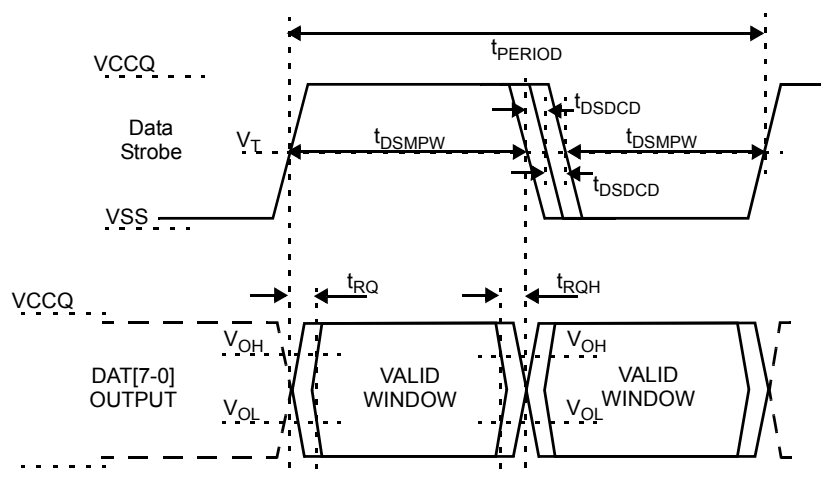 tPERIOD
VCCQ
tDSDCD
Data
Strobe
VT
tDSMPW
tDSMPW
tDSDCD
VSS
tRQ
tRQH
VCCQ
VOH
VOH
DAT[7-0]
OUTPUT
VALID
WINDOW
VALID
WINDOW
VOL
VOL